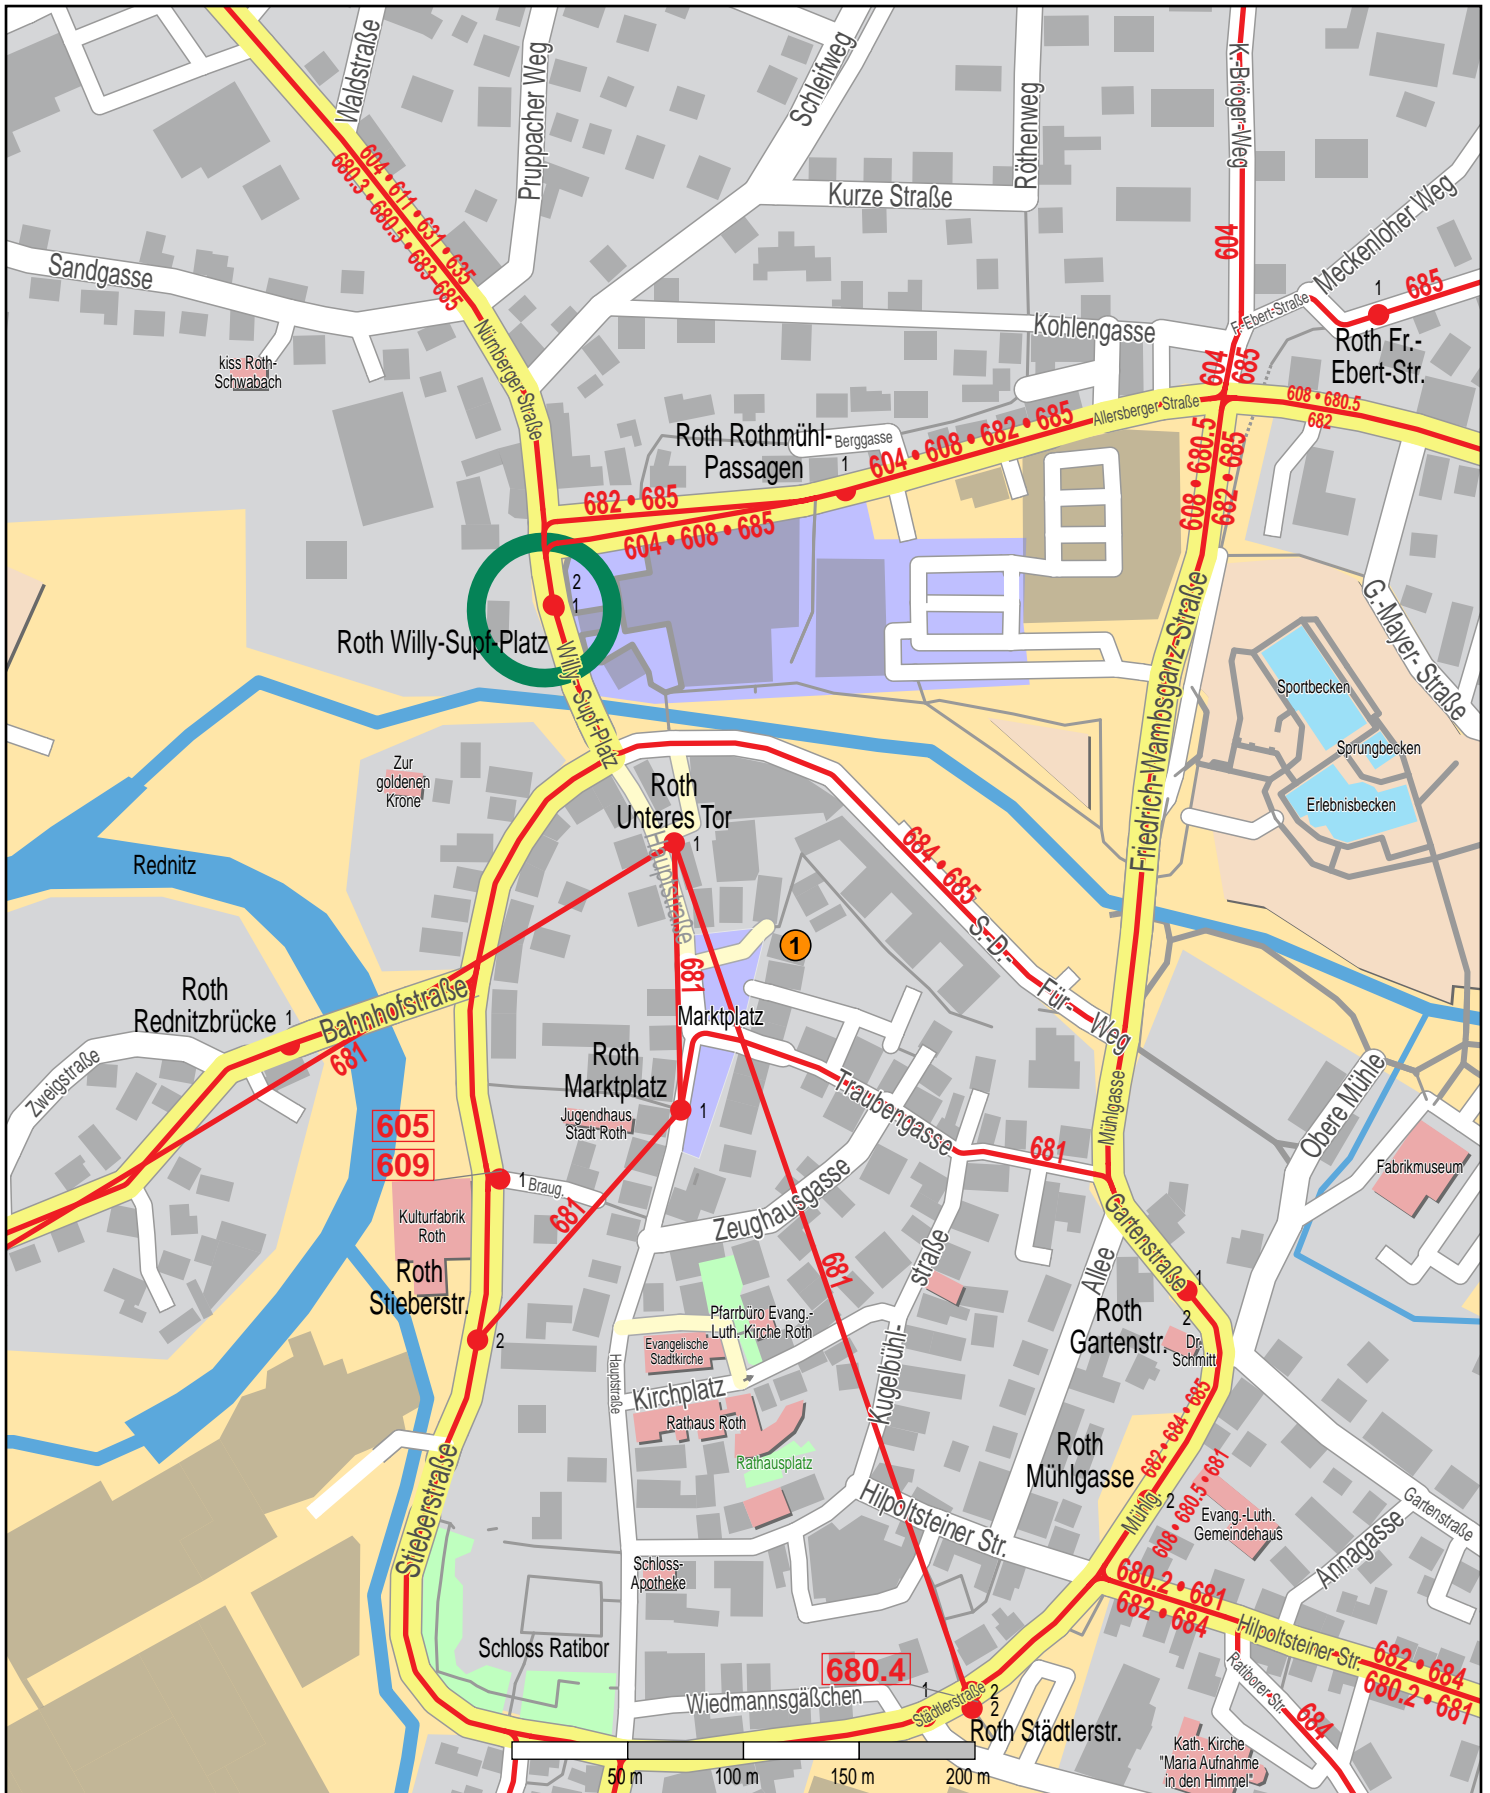 Waldstraße
Pruppacher Weg
Schleifweg
Röthenweg
K.-Bröger-Weg
Kurze Straße
Meckenloher Weg
604 • 611 • 631 • 635
680.3 • 680.5 • 683-685
604
Sandgasse
1
685
F.-Ebert-Straße
Kohlengasse
Roth Fr.-
Ebert-Str.
kiss Roth-
Schwabach
Nürnberger Straße
604
685
608 • 680.5
682
Allersberger Straße
Roth Rothmühl-
Passagen
Berggasse
1
604 • 608 • 682 • 685
608 • 680.5
682 • 685
682 • 685
604 • 608 • 685
2
1
Roth Willy-Supf-Platz
Willy-Supf-Platz
Friedrich-Wambsganz-Straße
G.-Mayer-Straße
Sportbecken
Sprungbecken
Erlebnisbecken
Zur
goldenen
Krone
Roth
Unteres Tor
1
Hauptstraße
Rednitz
684 • 685
S.-D.-
Für-
Weg
1
681
Roth
Rednitzbrücke
1
Bahnhofstraße
681
Marktplatz
Zweigstraße
Roth
Marktplatz
1
Jugendhaus
Stadt Roth
Traubengasse
Mühlgasse
Obere Mühle
605
609
681
Fabrikmuseum
1
Braug.
681
Kulturfabrik
Roth
Zeughausgasse
Gartenstraße
Roth
Stieberstr.
2
681
Kugelbühl-
straße
Allee
1
2
Roth
Gartenstr.
Dr.
Schmitt
Pfarrbüro Evang.-
Luth. Kirche Roth
Evangelische
Stadtkirche
Hauptstraße
Kirchplatz
Rathaus Roth
Rathausplatz
682 • 684 • 685
Roth
Mühlgasse
2
Mühlg.
608 • 680.5 • 681
Evang.-Luth.
Gemeindehaus
Gartenstraße
Annagasse
Stieberstraße
Hilpoltsteiner Str.
Schloss-
Apotheke
680.2 • 681
682 • 684
Hilpoltsteiner Str.
682 • 684
680.2 • 681
Schloss Ratibor
680.4
Ratiborer Str.
684
Wiedmannsgäßchen
1
Städtlerstraße
2
2
Roth Städtlerstr.
Kath. Kirche
"Maria Aufnahme
in den Himmel"
50 m
100 m
150 m
200 m